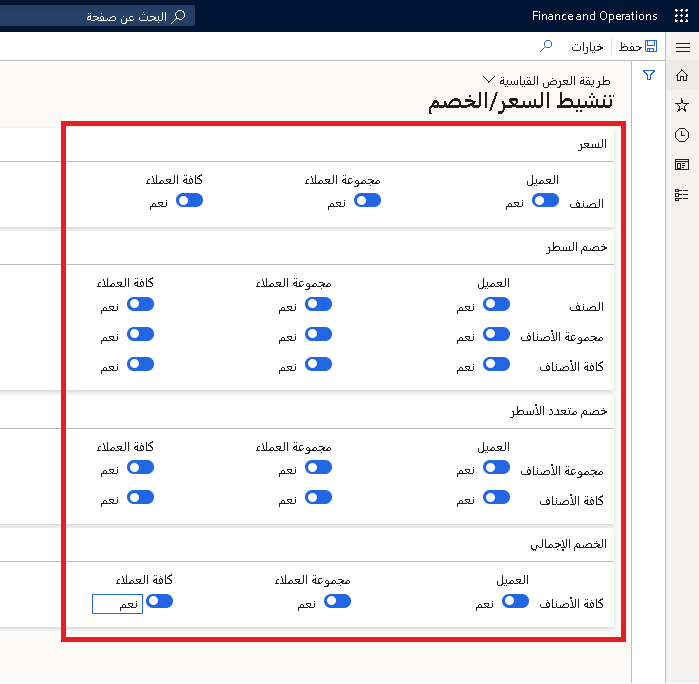 Finance and Operations
البحث عن صفحة
حفظ
خيارات
طريقة العرض القياسية
تنشيط السعر/الخصم
السعر
العميل مجموعة العملاء كافة العملاء
الصنف نعم نعم نعم
خصم السطر
العميل مجموعة العملاء كافة العملاء
الصنف نعم نعم نعم
مجموعة الأصناف نعم نعم نعم
كافة الأصناف نعم نعم نعم
خصم متعدد الأسطر
العميل مجموعة العملاء كافة العملاء
مجموعة الأصناف نعم نعم نعم
كافة الأصناف نعم نعم نعم
الخصم الإجمالي
العميل مجموعة العملاء كافة العملاء
كافة الأصناف نعم نعم نعم